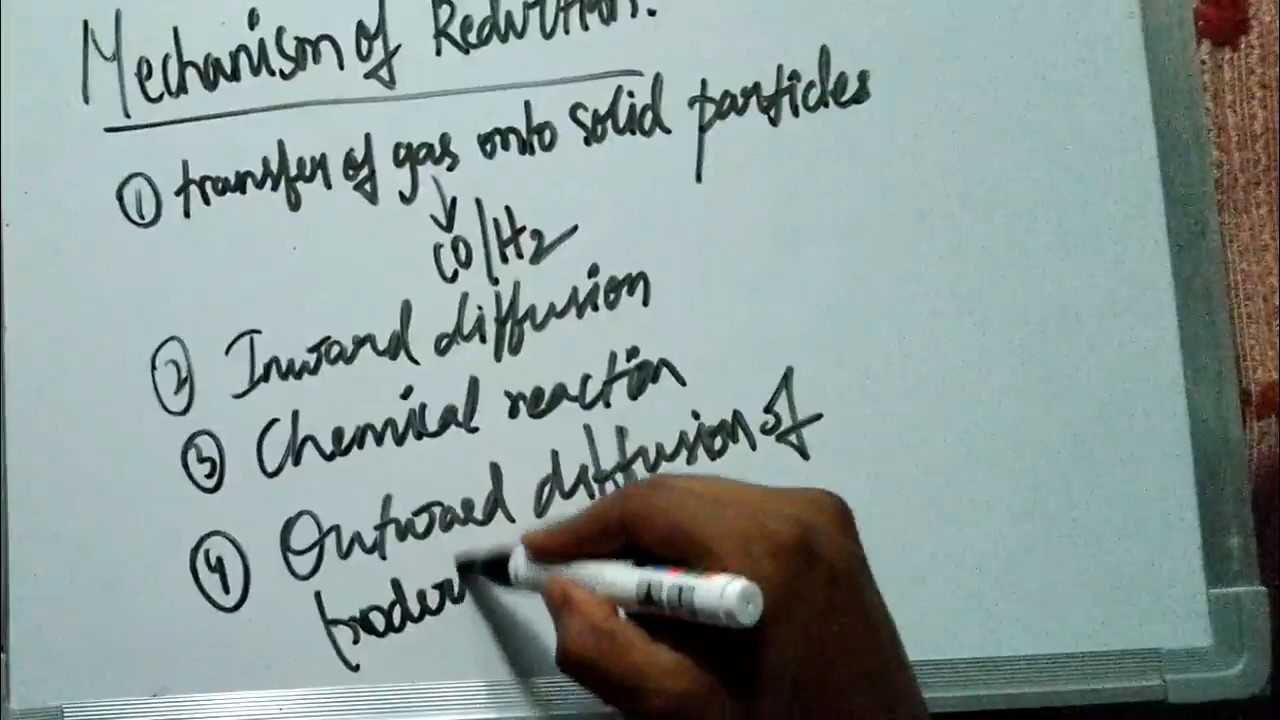 Mechanism of Reduction.
① transfer of gas onto solid particles
↓
CO/H2
② Inward diffusion
③ Chemical reaction
④ Outward diffusion of